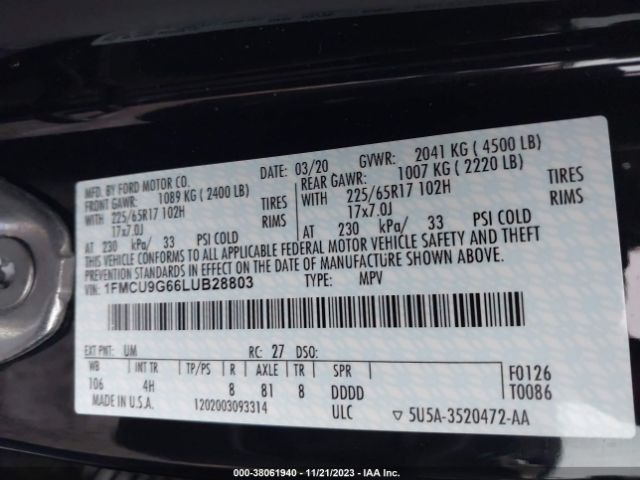 MFD. BY FORD MOTOR CO. DATE: 03/20 GVWR: 2041 KG ( 4500 LB)
FRONT GAWR: 1089 KG ( 2400 LB) REAR GAWR: 1007 KG ( 2220 LB)
WITH 225/65R17 102H TIRES WITH 225/65R17 102H TIRES
17x7.0J RIMS 17x7.0J RIMS
AT 230 kPa/ 33 PSI COLD AT 230 kPa/ 33 PSI COLD
THIS VEHICLE CONFORMS TO ALL APPLICABLE FEDERAL MOTOR VEHICLE SAFETY AND THEFT
PREVENTION STANDARDS IN EFFECT ON THE DATE OF MANUFACTURE SHOWN ABOVE.
VIN: 1FMCU9G66LUB28803 TYPE: MPV
EXT PNT: UM RC: 27 DSO:
WB INT TR TP/PS R AXLE TR SPR F0126
106 4H 8 81 8 DDDD T0086
MADE IN U.S.A. 1202003093314 ULC ▽ 5U5A-3520472-AA
000-38061940 - 11/21/2023 - IAA Inc.